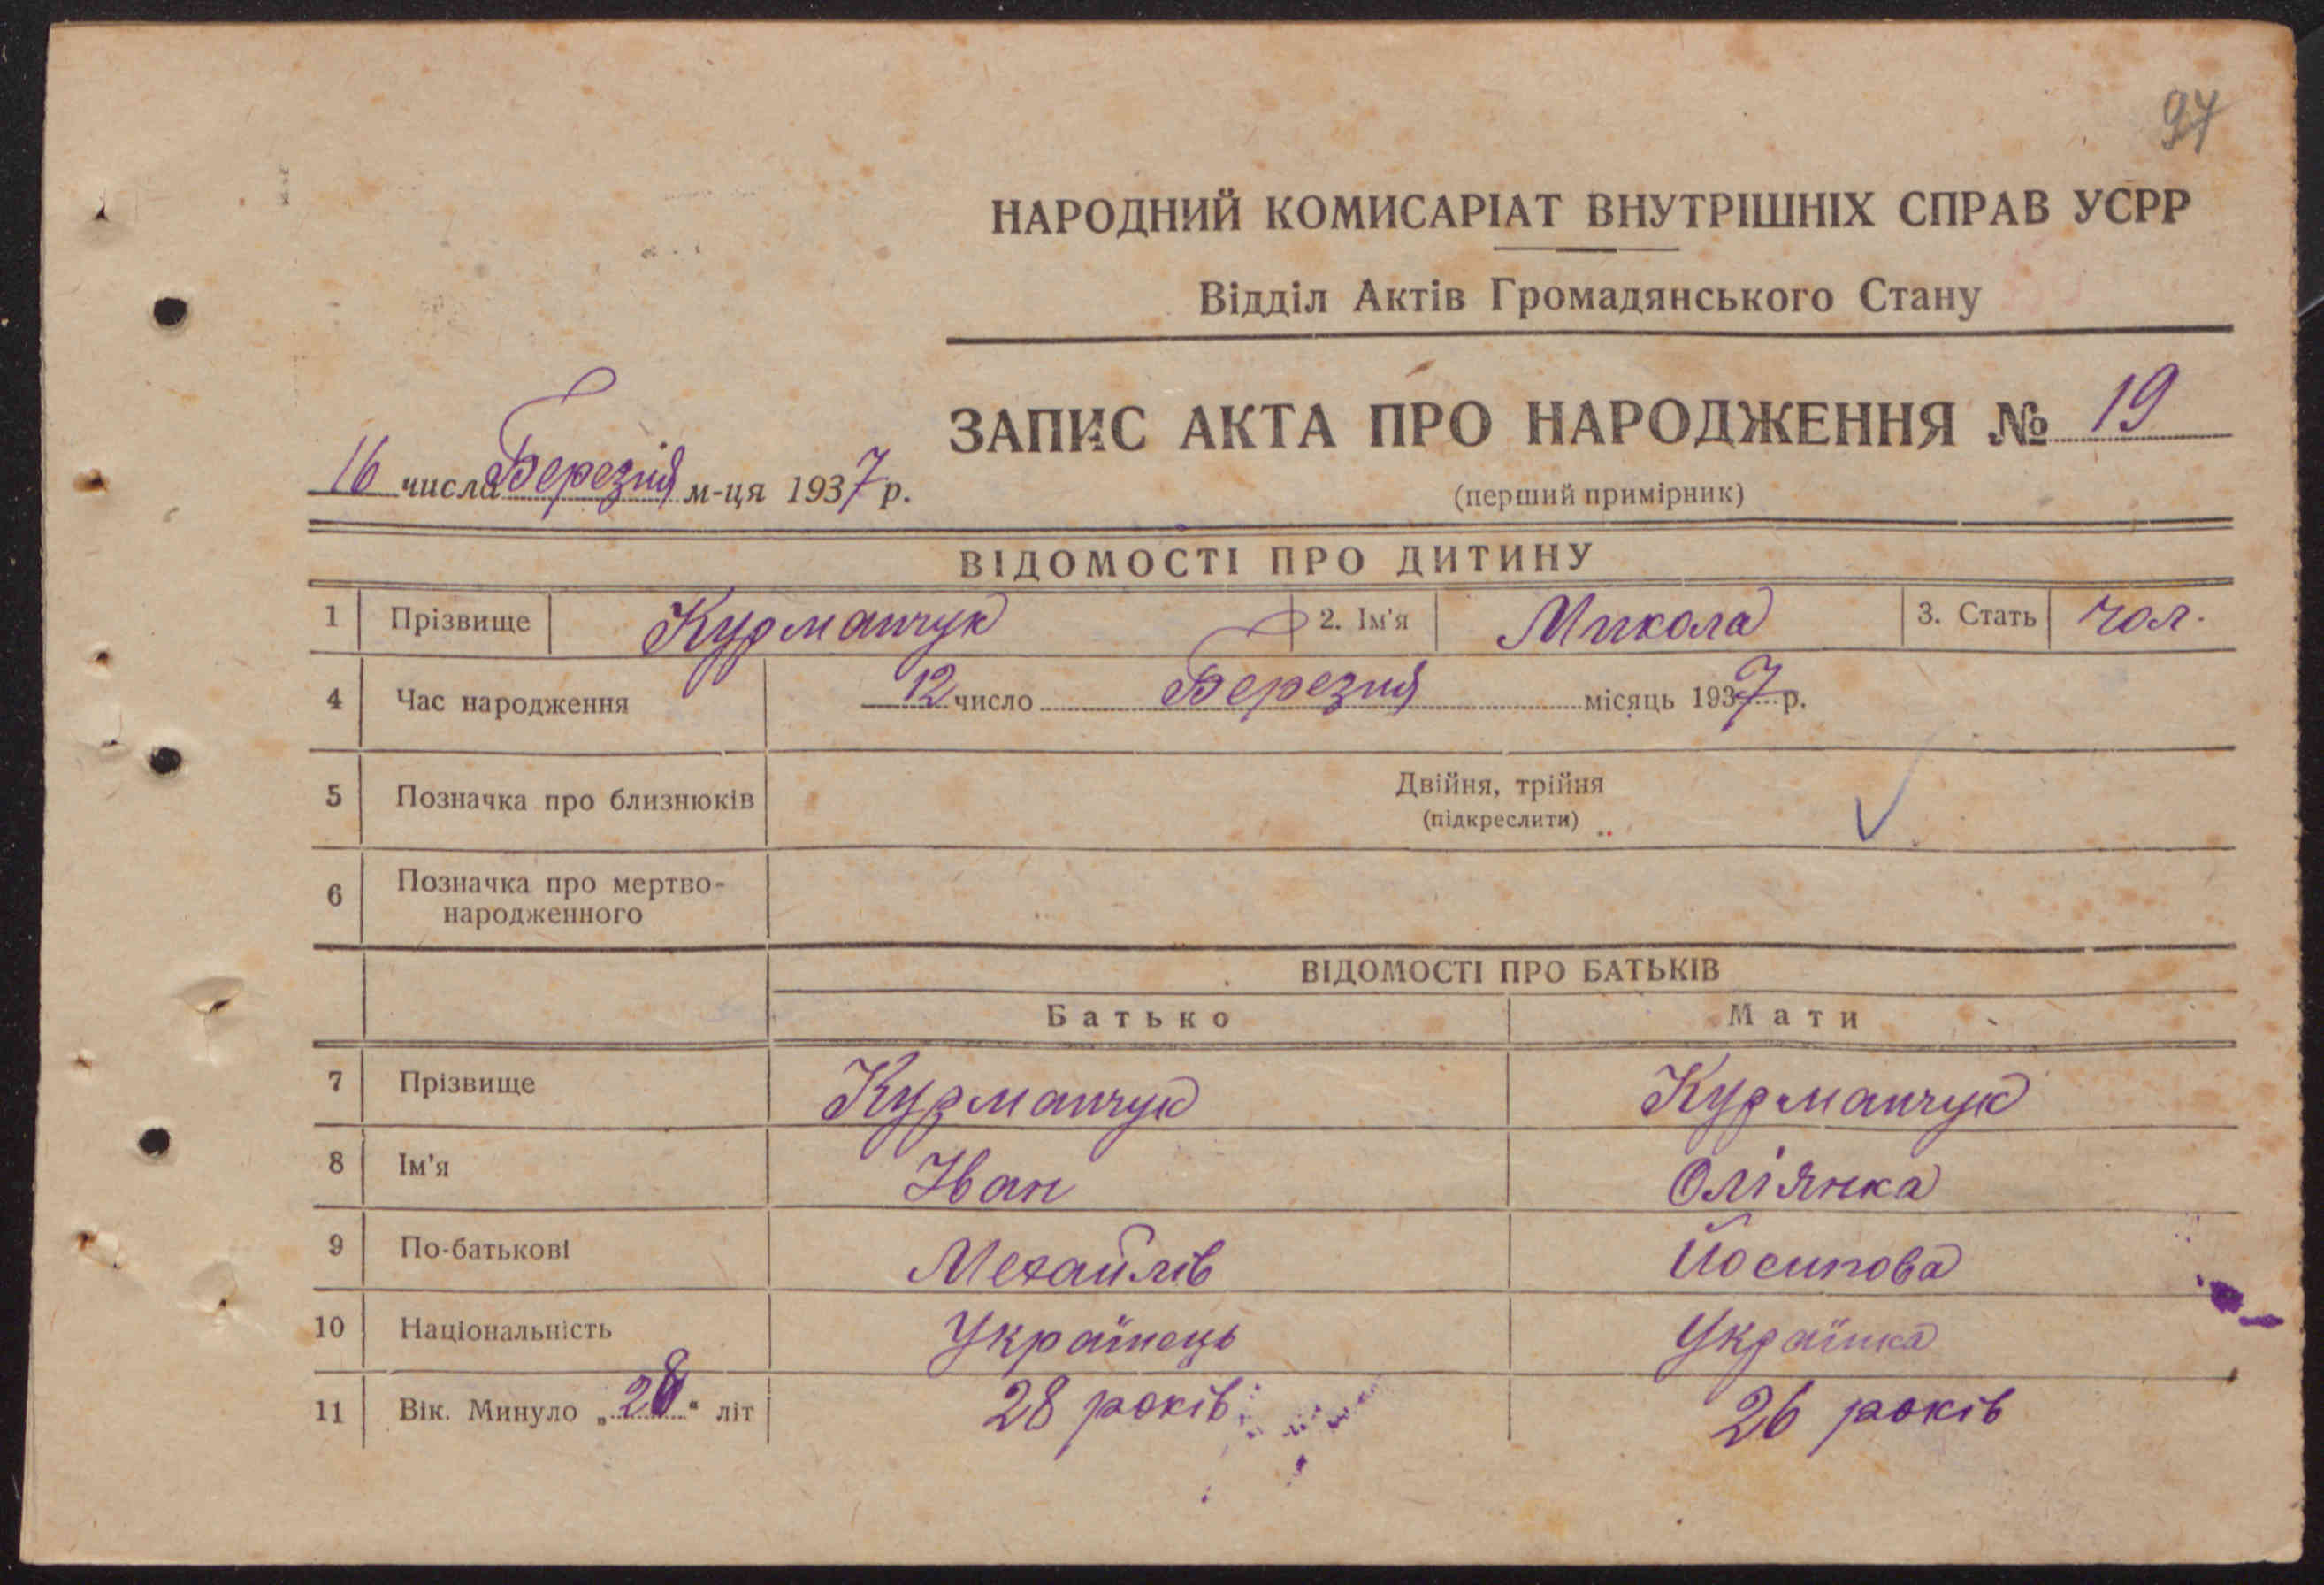 97
НАРОДНИЙ КОМИСАРІАТ ВНУТРІШНІХ СПРАВ УСРР
Відділ Актів Громадянського Стану
ЗАПИС АКТА ПРО НАРОДЖЕННЯ № 19
16 числа Березня м-ця 1937 р.
(перший примірник)
ВІДОМОСТІ ПРО ДИТИНУ
1 Прізвище Курманчук 2. Ім'я Микола 3. Стать чол.
4 Час народження 12 число Березня місяць 1937 р.
5 Позначка про близнюків Двійня, трійня
(підкреслити)
6 Позначка про мертво-
народженного
ВІДОМОСТІ ПРО БАТЬКІВ
Батько Мати
7 Прізвище Курманчук Курманчук
8 Ім'я Іван Оліянка
9 По-батькові Мехайлів Йосипова
10 Національність Українець Українка
11 Вік. Минуло „28“ літ 28 років 26 років